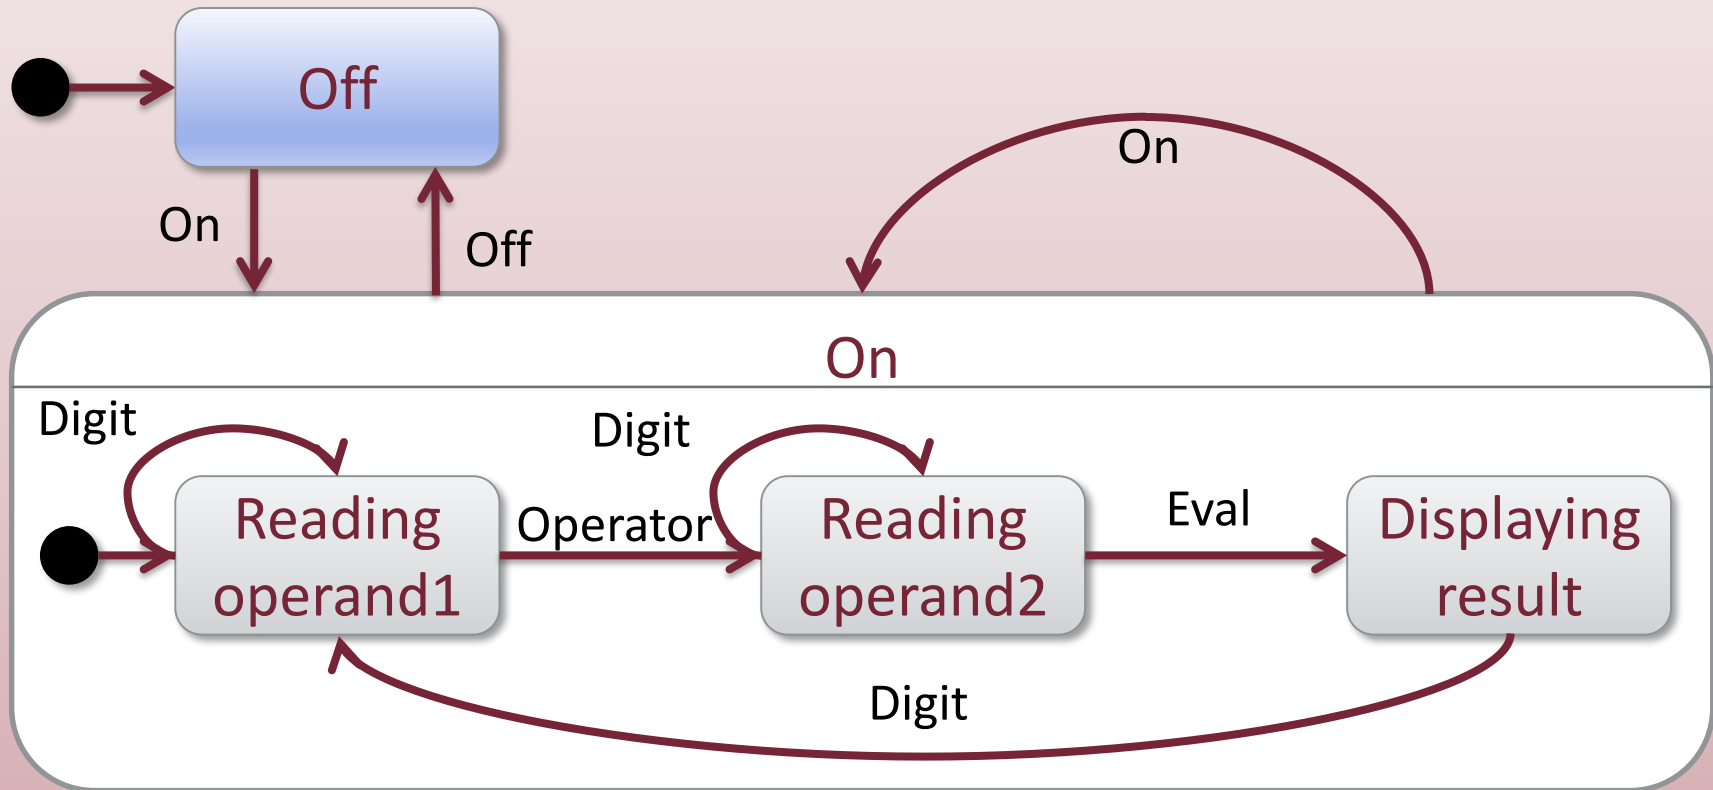 Off
On
On
Off
On
Digit
Digit
Reading
operand1
Operator
Reading
operand2
Eval
Displaying
result
Digit